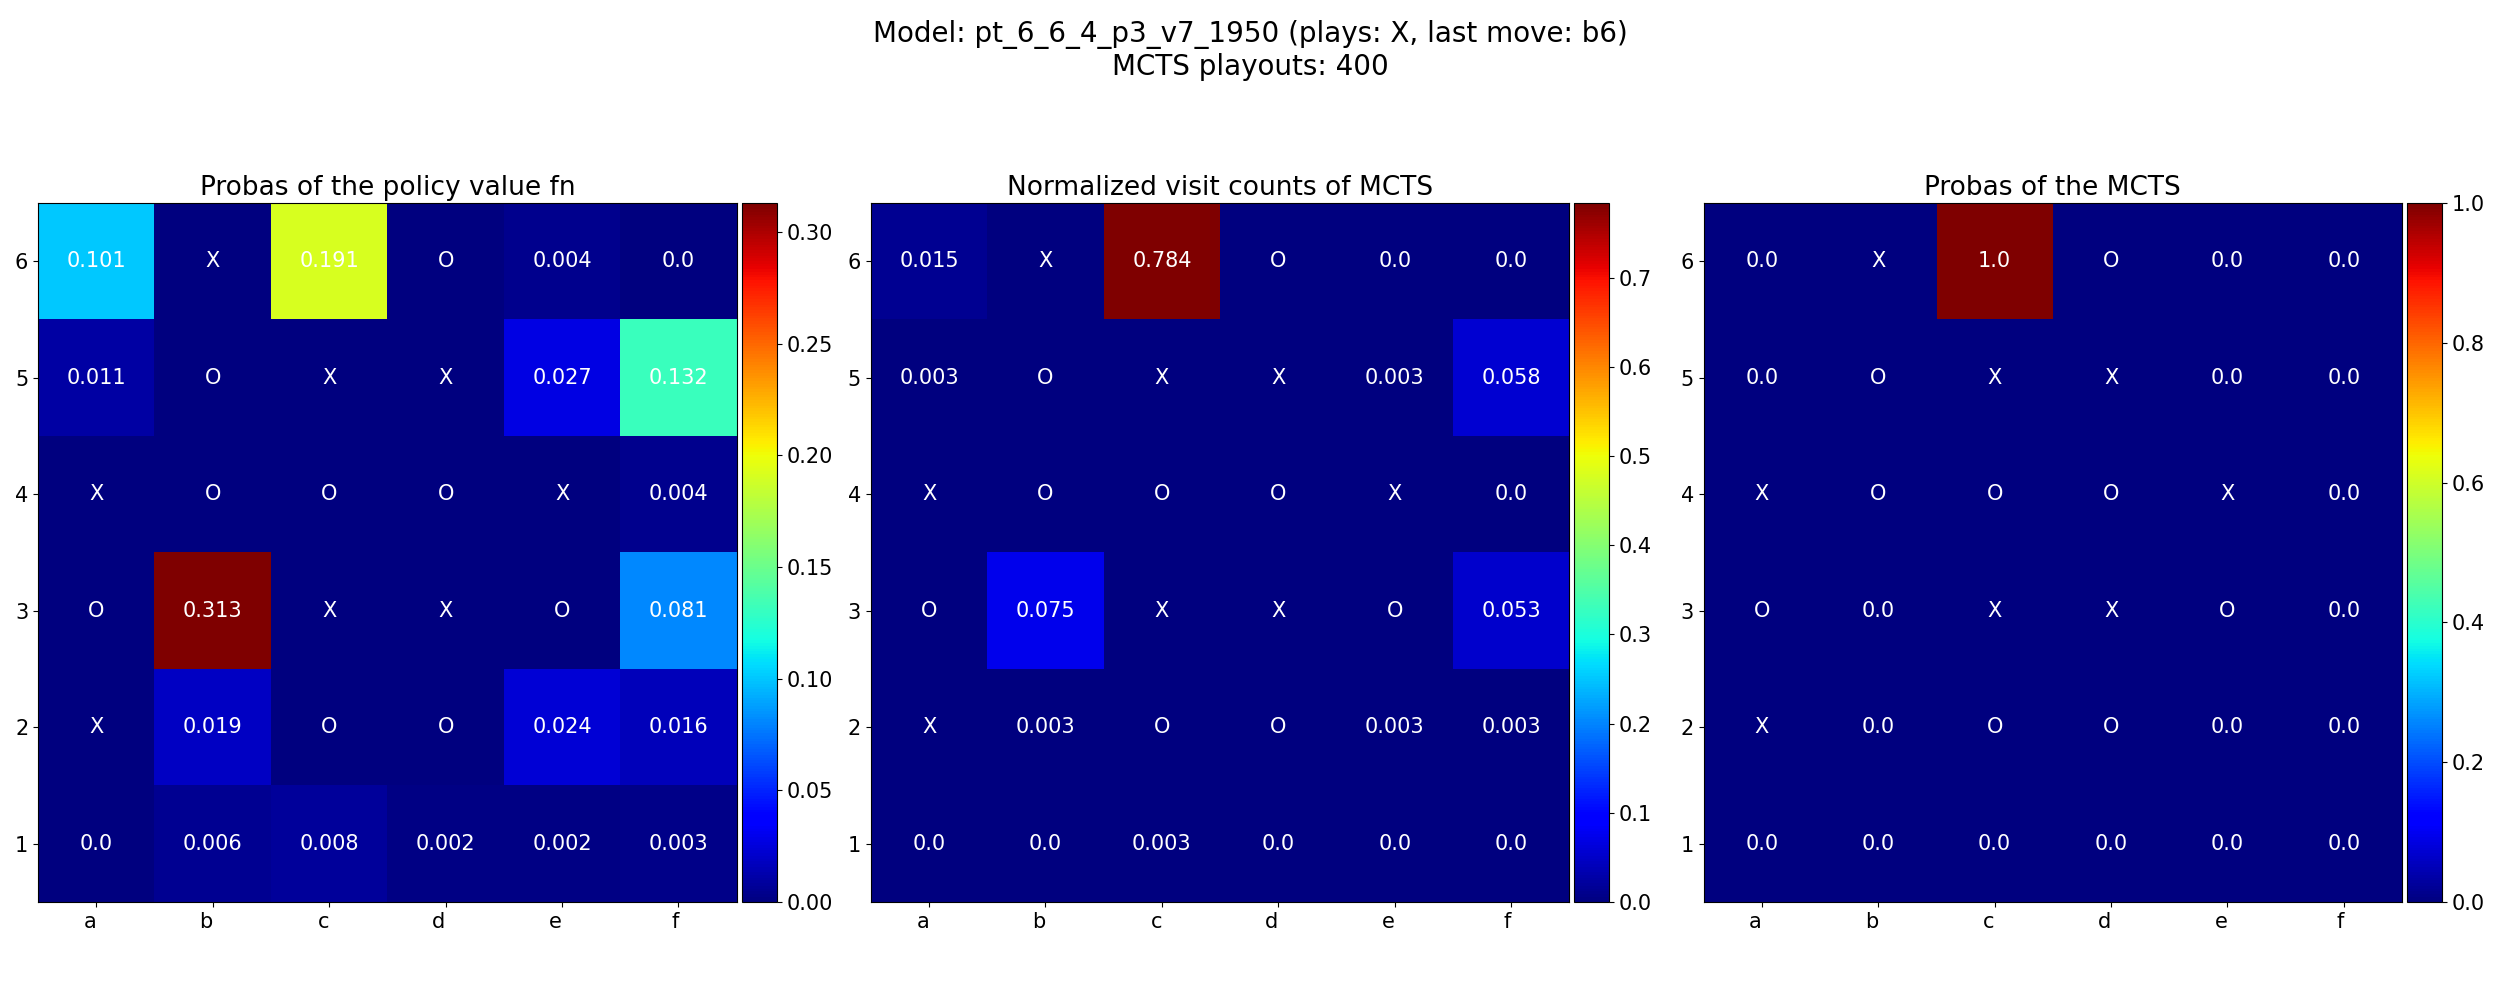 Model: pt_6_6_4_p3_v7_1950 (plays: X, last move: b6)
MCTS playouts: 400
Probas of the policy value fn
6 0.101 X 0.191 O 0.004 0.0
5 0.011 O X X 0.027 0.132
4 X O O O X 0.004
3 O 0.313 X X O 0.081
2 X 0.019 O O 0.024 0.016
1 0.0 0.006 0.008 0.002 0.002 0.003
a b c d e f
0.30
0.25
0.20
0.15
0.10
0.05
0.00
Normalized visit counts of MCTS
6 0.015 X 0.784 O 0.0 0.0
5 0.003 O X X 0.003 0.058
4 X O O O X 0.0
3 O 0.075 X X O 0.053
2 X 0.003 O O 0.003 0.003
1 0.0 0.0 0.003 0.0 0.0 0.0
a b c d e f
0.7
0.6
0.5
0.4
0.3
0.2
0.1
0.0
Probas of the MCTS
6 0.0 X 1.0 O 0.0 0.0
5 0.0 O X X 0.0 0.0
4 X O O O X 0.0
3 O 0.0 X X O 0.0
2 X 0.0 O O 0.0 0.0
1 0.0 0.0 0.0 0.0 0.0 0.0
a b c d e f
1.0
0.8
0.6
0.4
0.2
0.0